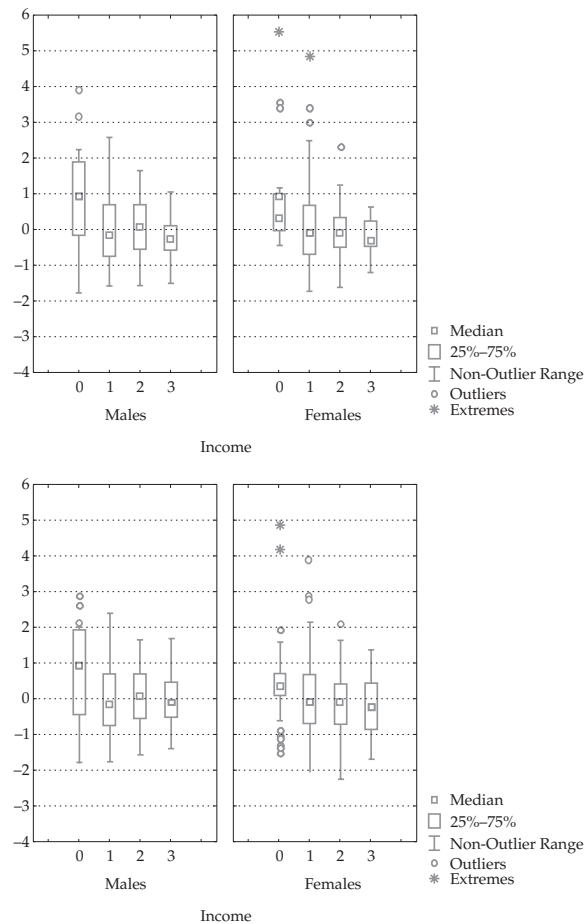 6
5
4
3
2
1
0
–1
–2
–3
–4
0 1 2 3
Males
0 1 2 3
Females
Income
Median
25%–75%
Non-Outlier Range
Outliers
Extremes
6
5
4
3
2
1
0
–1
–2
–3
–4
0 1 2 3
Males
0 1 2 3
Females
Income
Median
25%–75%
Non-Outlier Range
Outliers
Extremes